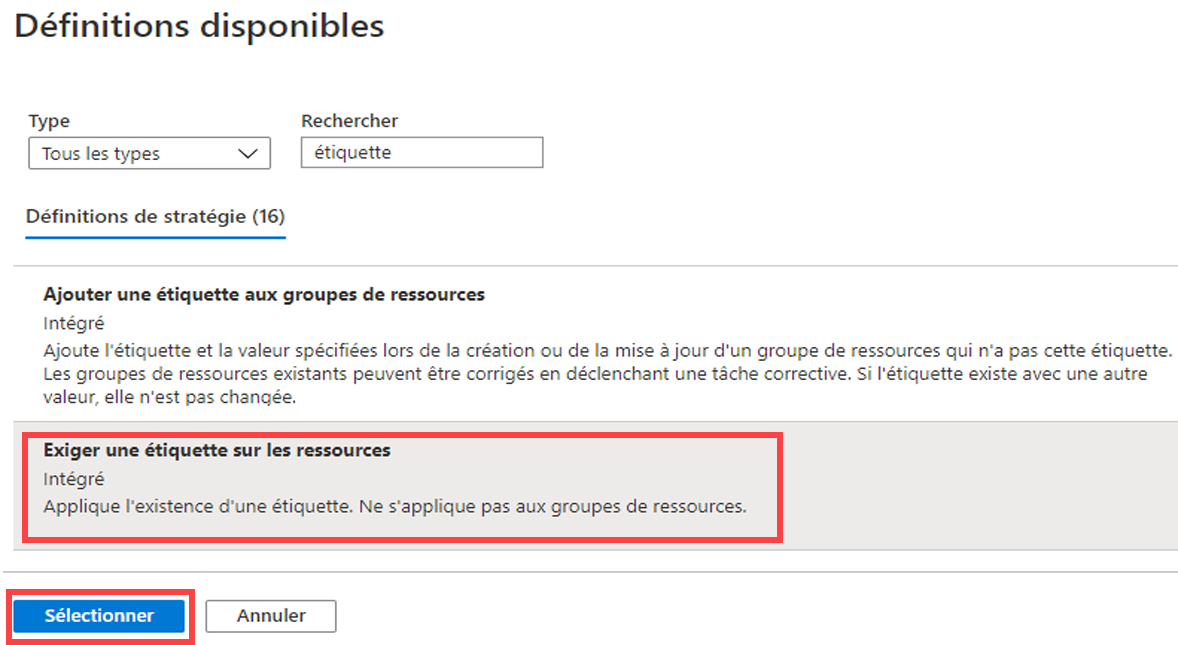 Définitions disponibles
Type
Rechercher
Tous les types
étiquette
Définitions de stratégie (16)
Ajouter une étiquette aux groupes de ressources
Intégré
Ajoute l'étiquette et la valeur spécifiées lors de la création ou de la mise à jour d'un groupe de ressources qui n'a pas cette étiquette.
Les groupes de ressources existants peuvent être corrigés en déclenchant une tâche corrective. Si l'étiquette existe avec une autre
valeur, elle n'est pas changée.
Exiger une étiquette sur les ressources
Intégré
Applique l'existence d'une étiquette. Ne s'applique pas aux groupes de ressources.
Sélectionner
Annuler